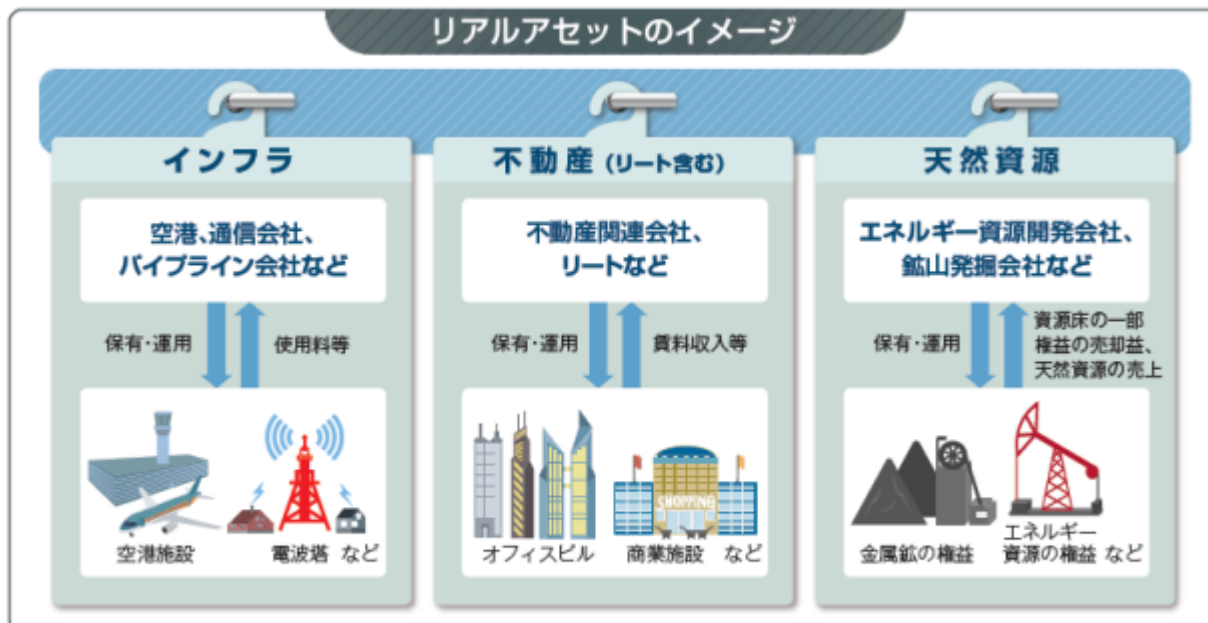 リアルアセットのイメージ
インフラ
空港、通信会社、
パイプライン会社など
保有・運用
使用料等
空港施設
電波塔 など
不動産(リート含む)
不動産関連会社、
リートなど
保有・運用
賃料収入等
SHOPPING
オフィスビル
商業施設 など
天然資源
エネルギー資源開発会社、
鉱山発掘会社など
保有・運用
資源床の一部
権益の売却益、
天然資源の売上
金属鉱の権益
エネルギー
資源の権益 など